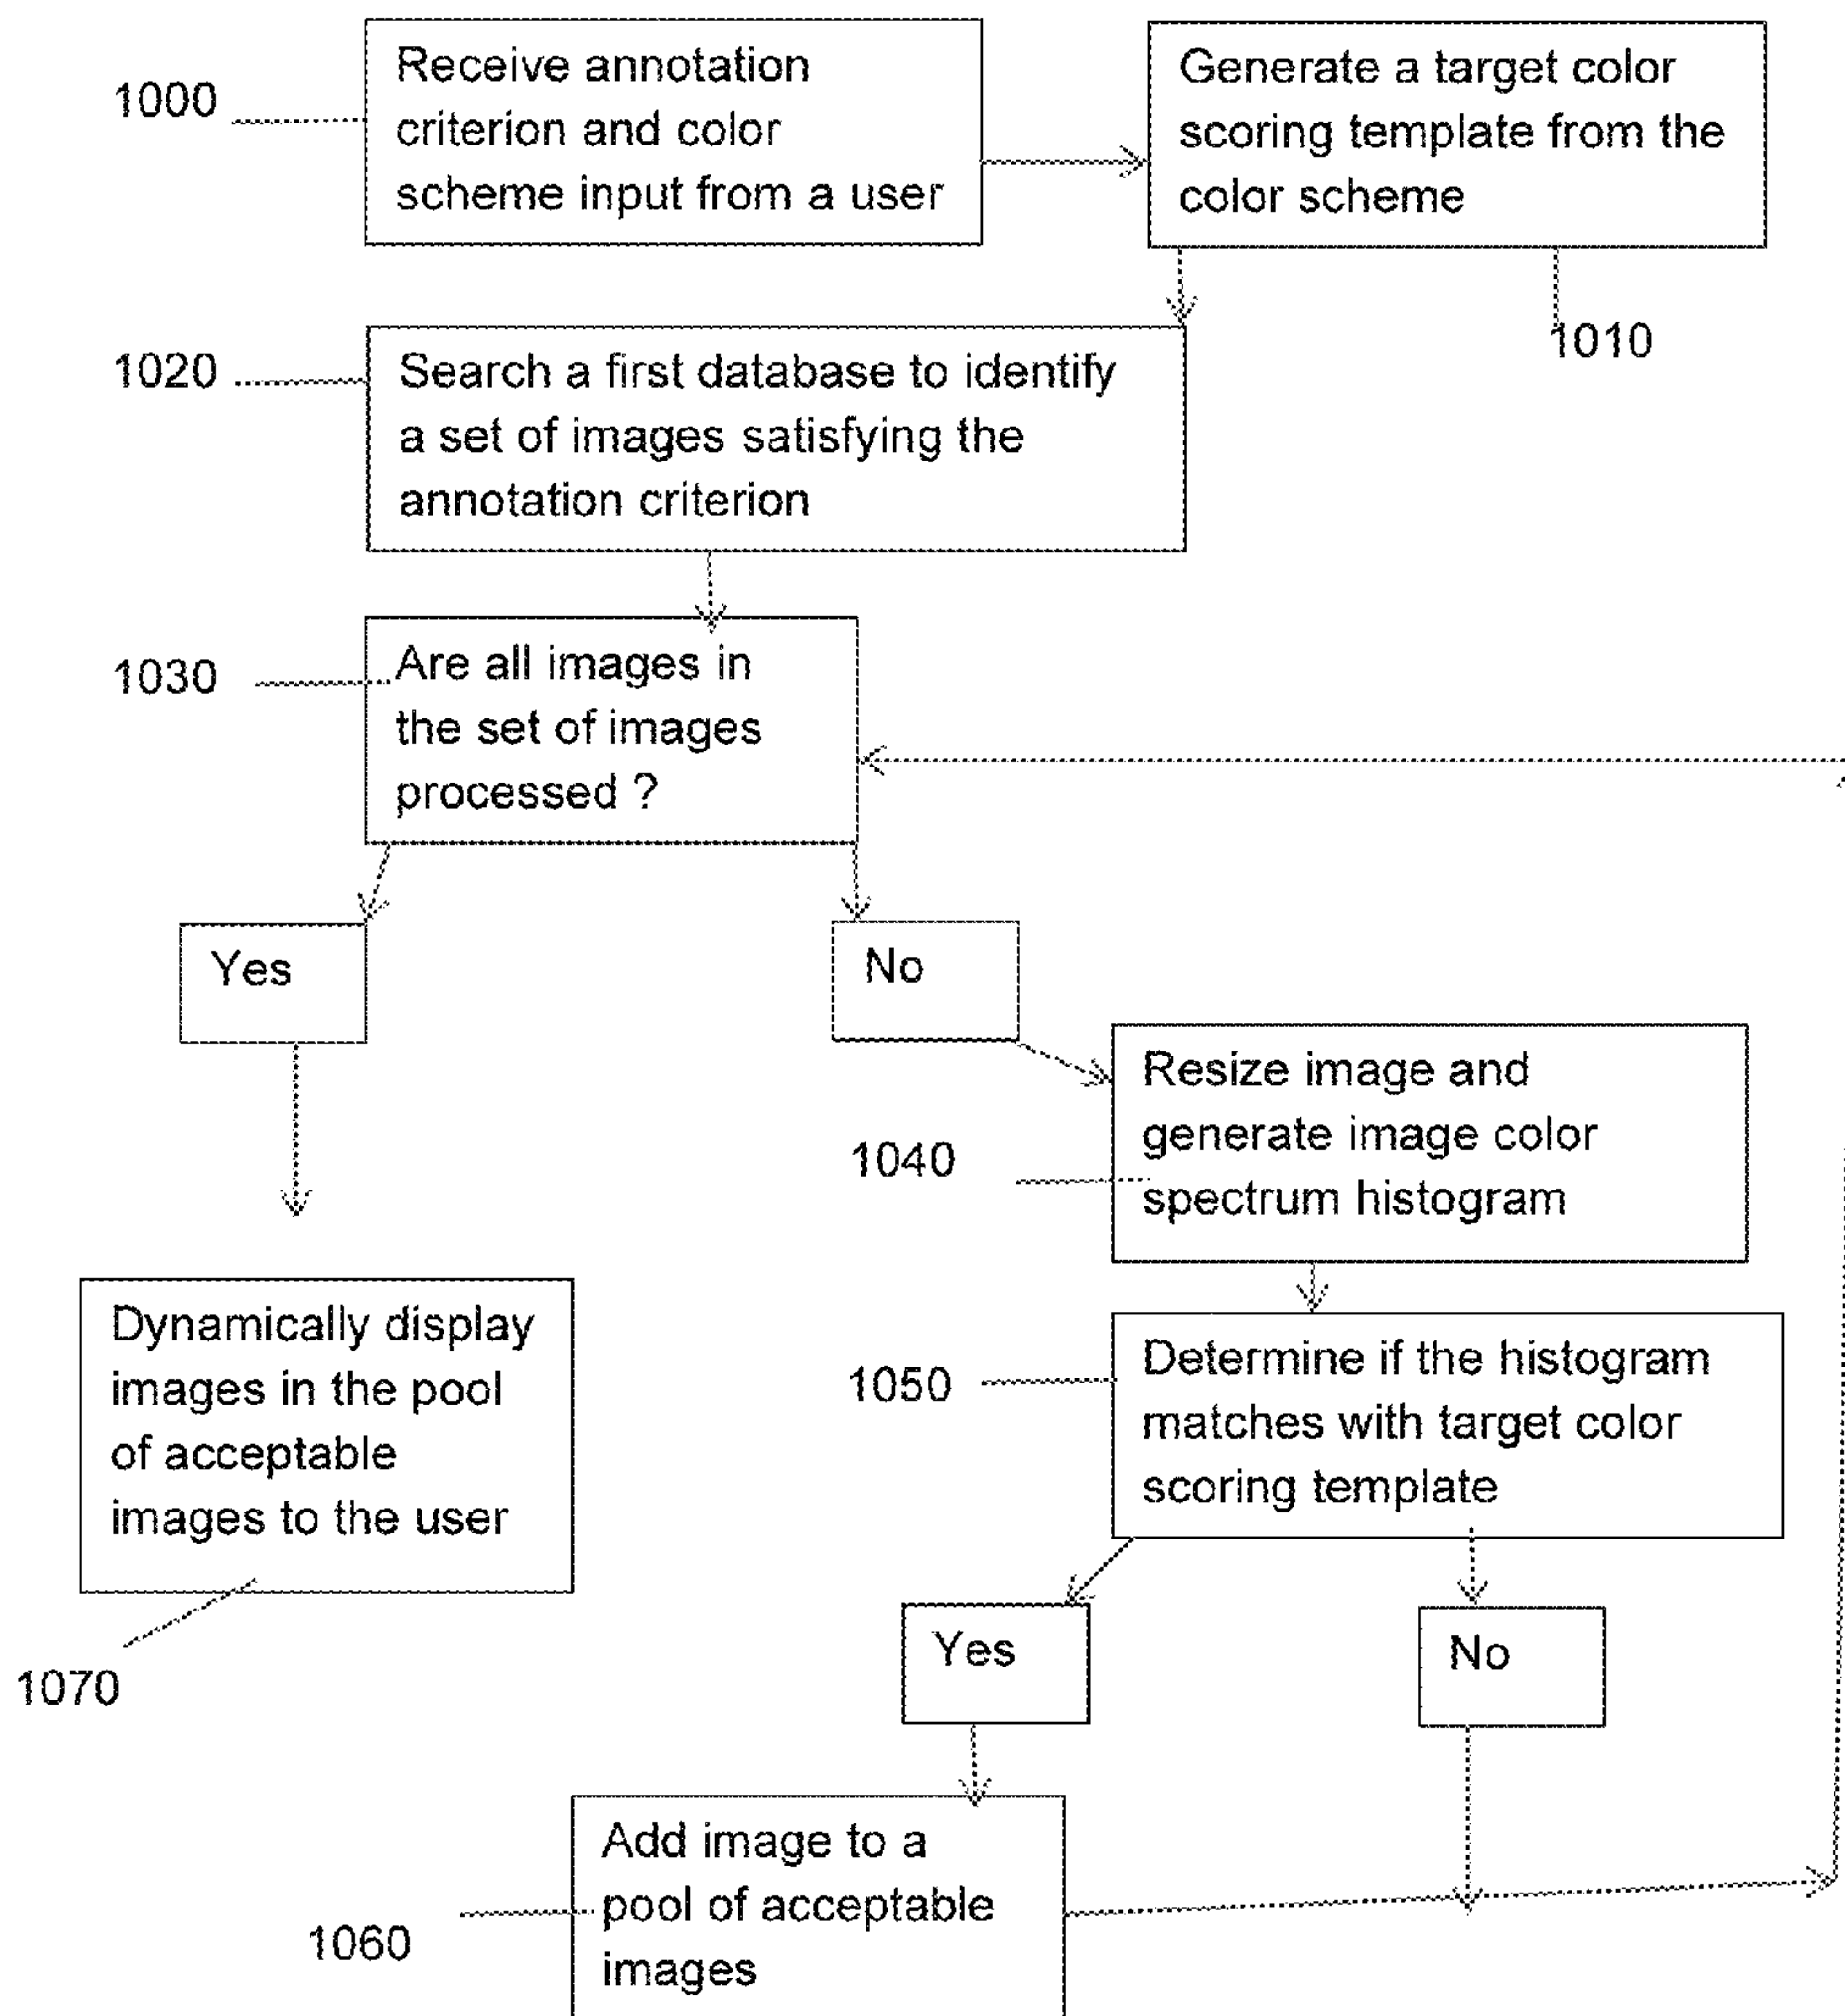 1000
Receive annotation
criterion and color
scheme input from a user
Generate a target color
scoring template from the
color scheme
1010
1020
Search a first database to identify
a set of images satisfying the
annotation criterion
1030
Are all images in
the set of images
processed ?
Yes
No
1040
Resize image and
generate image color
spectrum histogram
Dynamically display
images in the pool
of acceptable
images to the user
1070
1050
Determine if the histogram
matches with target color
scoring template
Yes
No
1060
Add image to a
pool of acceptable
images